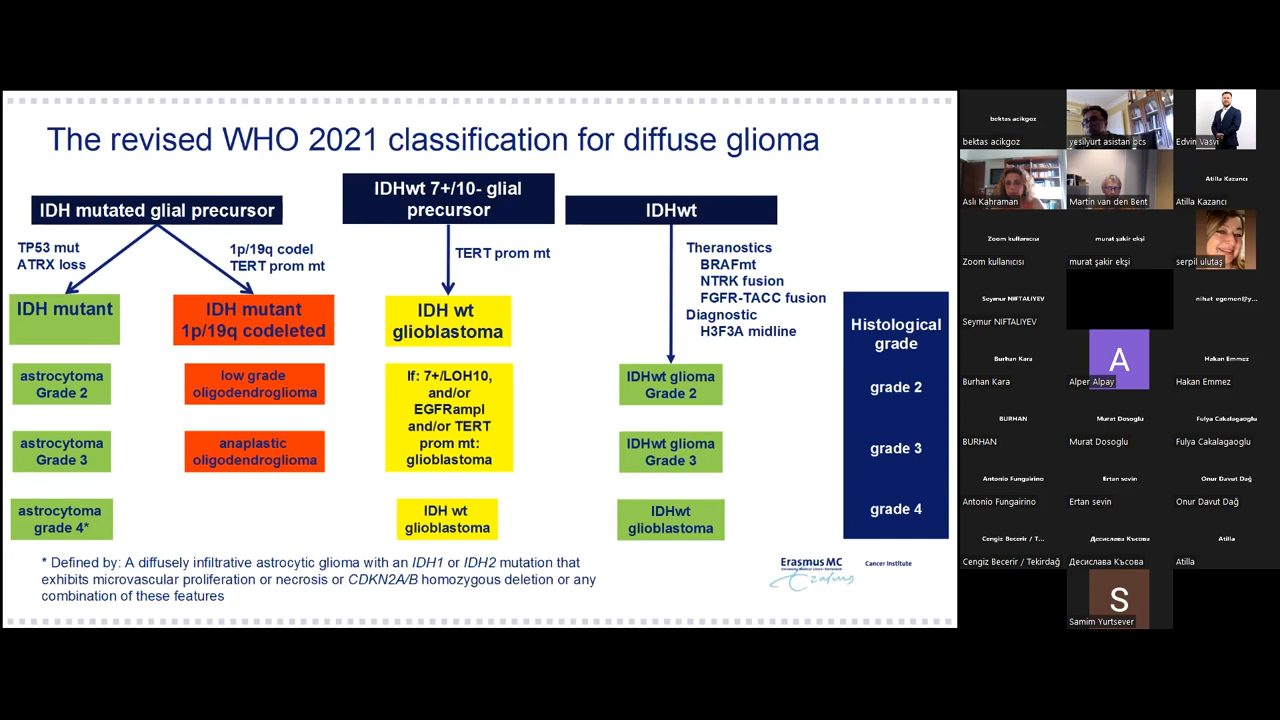 The revised WHO 2021 classification for diffuse glioma
IDH mutated glial precursor
IDHwt 7+/10- glial
precursor
IDHwt
TP53 mut
ATRX loss
1p/19q codel
TERT prom mt
TERT prom mt
Theranostics
BRAFmt
NTRK fusion
FGFR-TACC fusion
Diagnostic
H3F3A midline
IDH mutant
IDH mutant
1p/19q codeleted
IDH wt
glioblastoma
Histological
grade
astrocytoma
Grade 2
low grade
oligodendroglioma
If: 7+/LOH10,
and/or
EGFRampl
and/or TERT
prom mt:
glioblastoma
IDHwt glioma
Grade 2
grade 2
astrocytoma
Grade 3
anaplastic
oligodendroglioma
IDHwt glioma
Grade 3
grade 3
astrocytoma
grade 4*
IDH wt
glioblastoma
IDHwt
glioblastoma
grade 4
* Defined by: A diffusely infiltrative astrocytic glioma with an IDH1 or IDH2 mutation that
exhibits microvascular proliferation or necrosis or CDKN2A/B homozygous deletion or any
combination of these features
Erasmus MC
University Medical Center Rotterdam
Erasmus
Cancer Institute
bektas acikgoz
bektas acikgoz
yesilyurt asistan bcs
Edvin Vasvi
Aslı Kahraman
Martin van den Bent
Atilla Kazancı
Atilla Kazancı
Zoom kullanıcısı
Zoom kullanıcısı
murat şakir ekşi
murat şakir ekşi
serpil ulutaş
Seymur NIFTALIYEV
Seymur NIFTALIYEV
nihat egemen@y...
Burhan Kara
Burhan Kara
A
Alper Alpay
Hakan Emmez
Hakan Emmez
BURHAN
BURHAN
Murat Dosoglu
Murat Dosoglu
Fulya Cakalagaoglu
Fulya Cakalagaoglu
Antonio Fungairino
Antonio Fungairino
Ertan sevin
Ertan sevin
Onur Davut Dağ
Onur Davut Dağ
Cengiz Becerir / T...
Cengiz Becerir / Tekirdağ
Десислава Късова
Десислава Късова
Atilla
Atilla
S
Samim Yurtsever